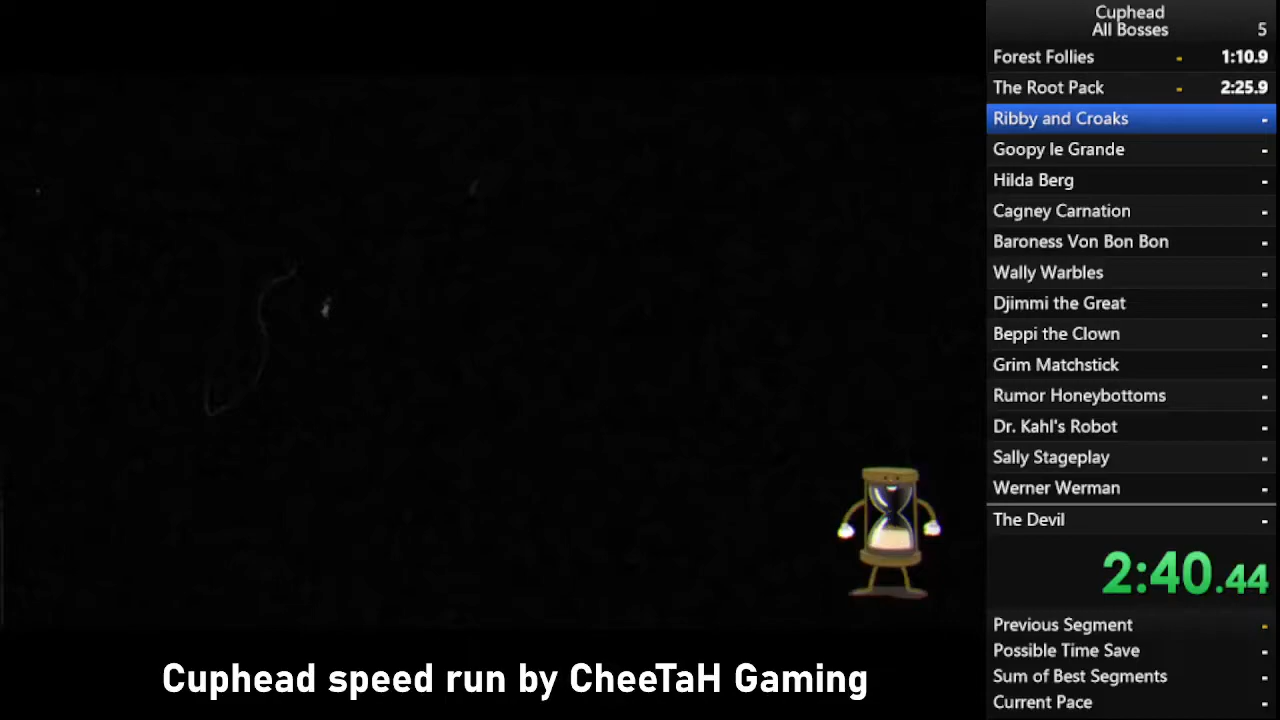 Cuphead
All Bosses 5
Forest Follies - 1:10.9
The Root Pack - 2:25.9
Ribby and Croaks -
Goopy le Grande -
Hilda Berg -
Cagney Carnation -
Baroness Von Bon Bon -
Wally Warbles -
Djimmi the Great -
Beppi the Clown -
Grim Matchstick -
Rumor Honeybottoms -
Dr. Kahl's Robot -
Sally Stageplay -
Werner Werman -
The Devil -
2:40.44
Previous Segment -
Possible Time Save -
Sum of Best Segments -
Current Pace -
Cuphead speed run by CheeTaH Gaming